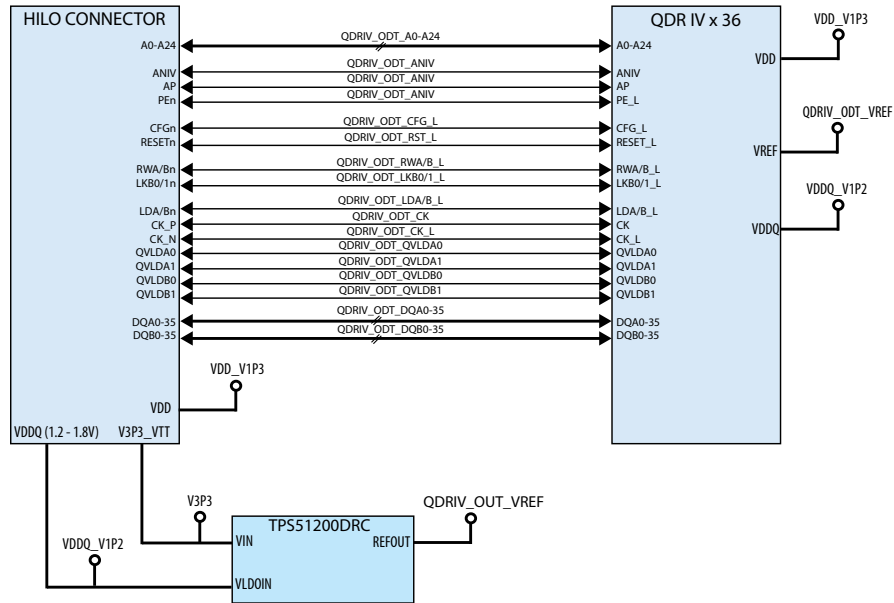 HILO CONNECTOR
QDR IV x 36
VDD_V1P3
A0-A24
QDRIV_ODT_A0-A24
A0-A24
VDD
ANIV
QDRIV_ODT_ANIV
ANIV
AP
QDRIV_ODT_ANIV
AP
PEn
QDRIV_ODT_ANIV
PE_L
QDRIV_ODT_VREF
CFGn
QDRIV_ODT_CFG_L
CFG_L
RESETn
QDRIV_ODT_RST_L
RESET_L
VREF
RWA/Bn
QDRIV_ODT_RWA/B_L
RWA/B_L
LKB0/1n
QDRIV_ODT_LKB0/1_L
LKB0/1_L
VDDQ_V1P2
LDA/Bn
QDRIV_ODT_LDA/B_L
LDA/B_L
CK_P
QDRIV_ODT_CK
CK
VDDQ
CK_N
QDRIV_ODT_CK_L
CK_L
QVLDA0
QDRIV_ODT_QVLDA0
QVLDA0
QVLDA1
QDRIV_ODT_QVLDA1
QVLDA1
QVLDB0
QDRIV_ODT_QVLDB0
QVLDB0
QVLDB1
QDRIV_ODT_QVLDB1
QVLDB1
DQA0-35
QDRIV_ODT_DQA0-35
DQA0-35
DQB0-35
QDRIV_ODT_DQB0-35
DQB0-35
VDD_V1P3
VDD
VDDQ (1.2 - 1.8V)
V3P3_VTT
V3P3
QDRIV_OUT_VREF
TPS51200DRC
VIN
REFOUT
VDDQ_V1P2
VLDOIN